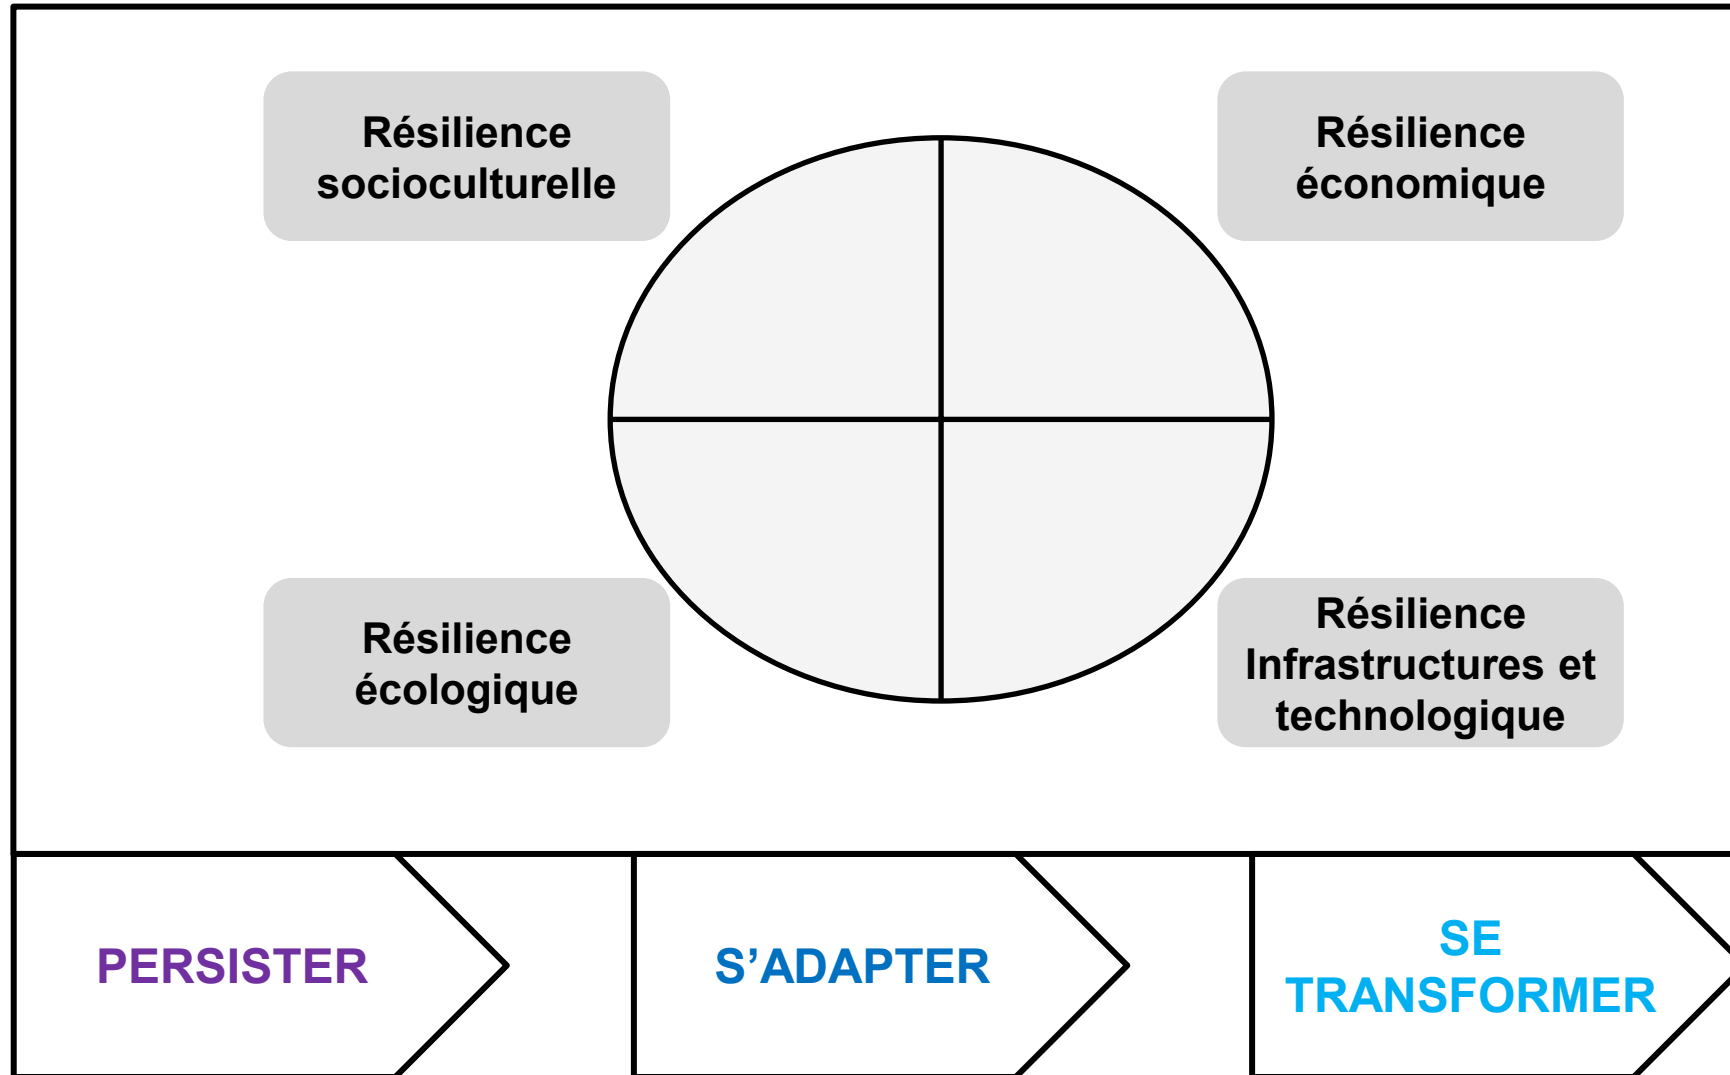 Résilience
socioculturelle
Résilience
économique
Résilience
écologique
Résilience
Infrastructures et
technologique
PERSISTER
S’ADAPTER
SE
TRANSFORMER